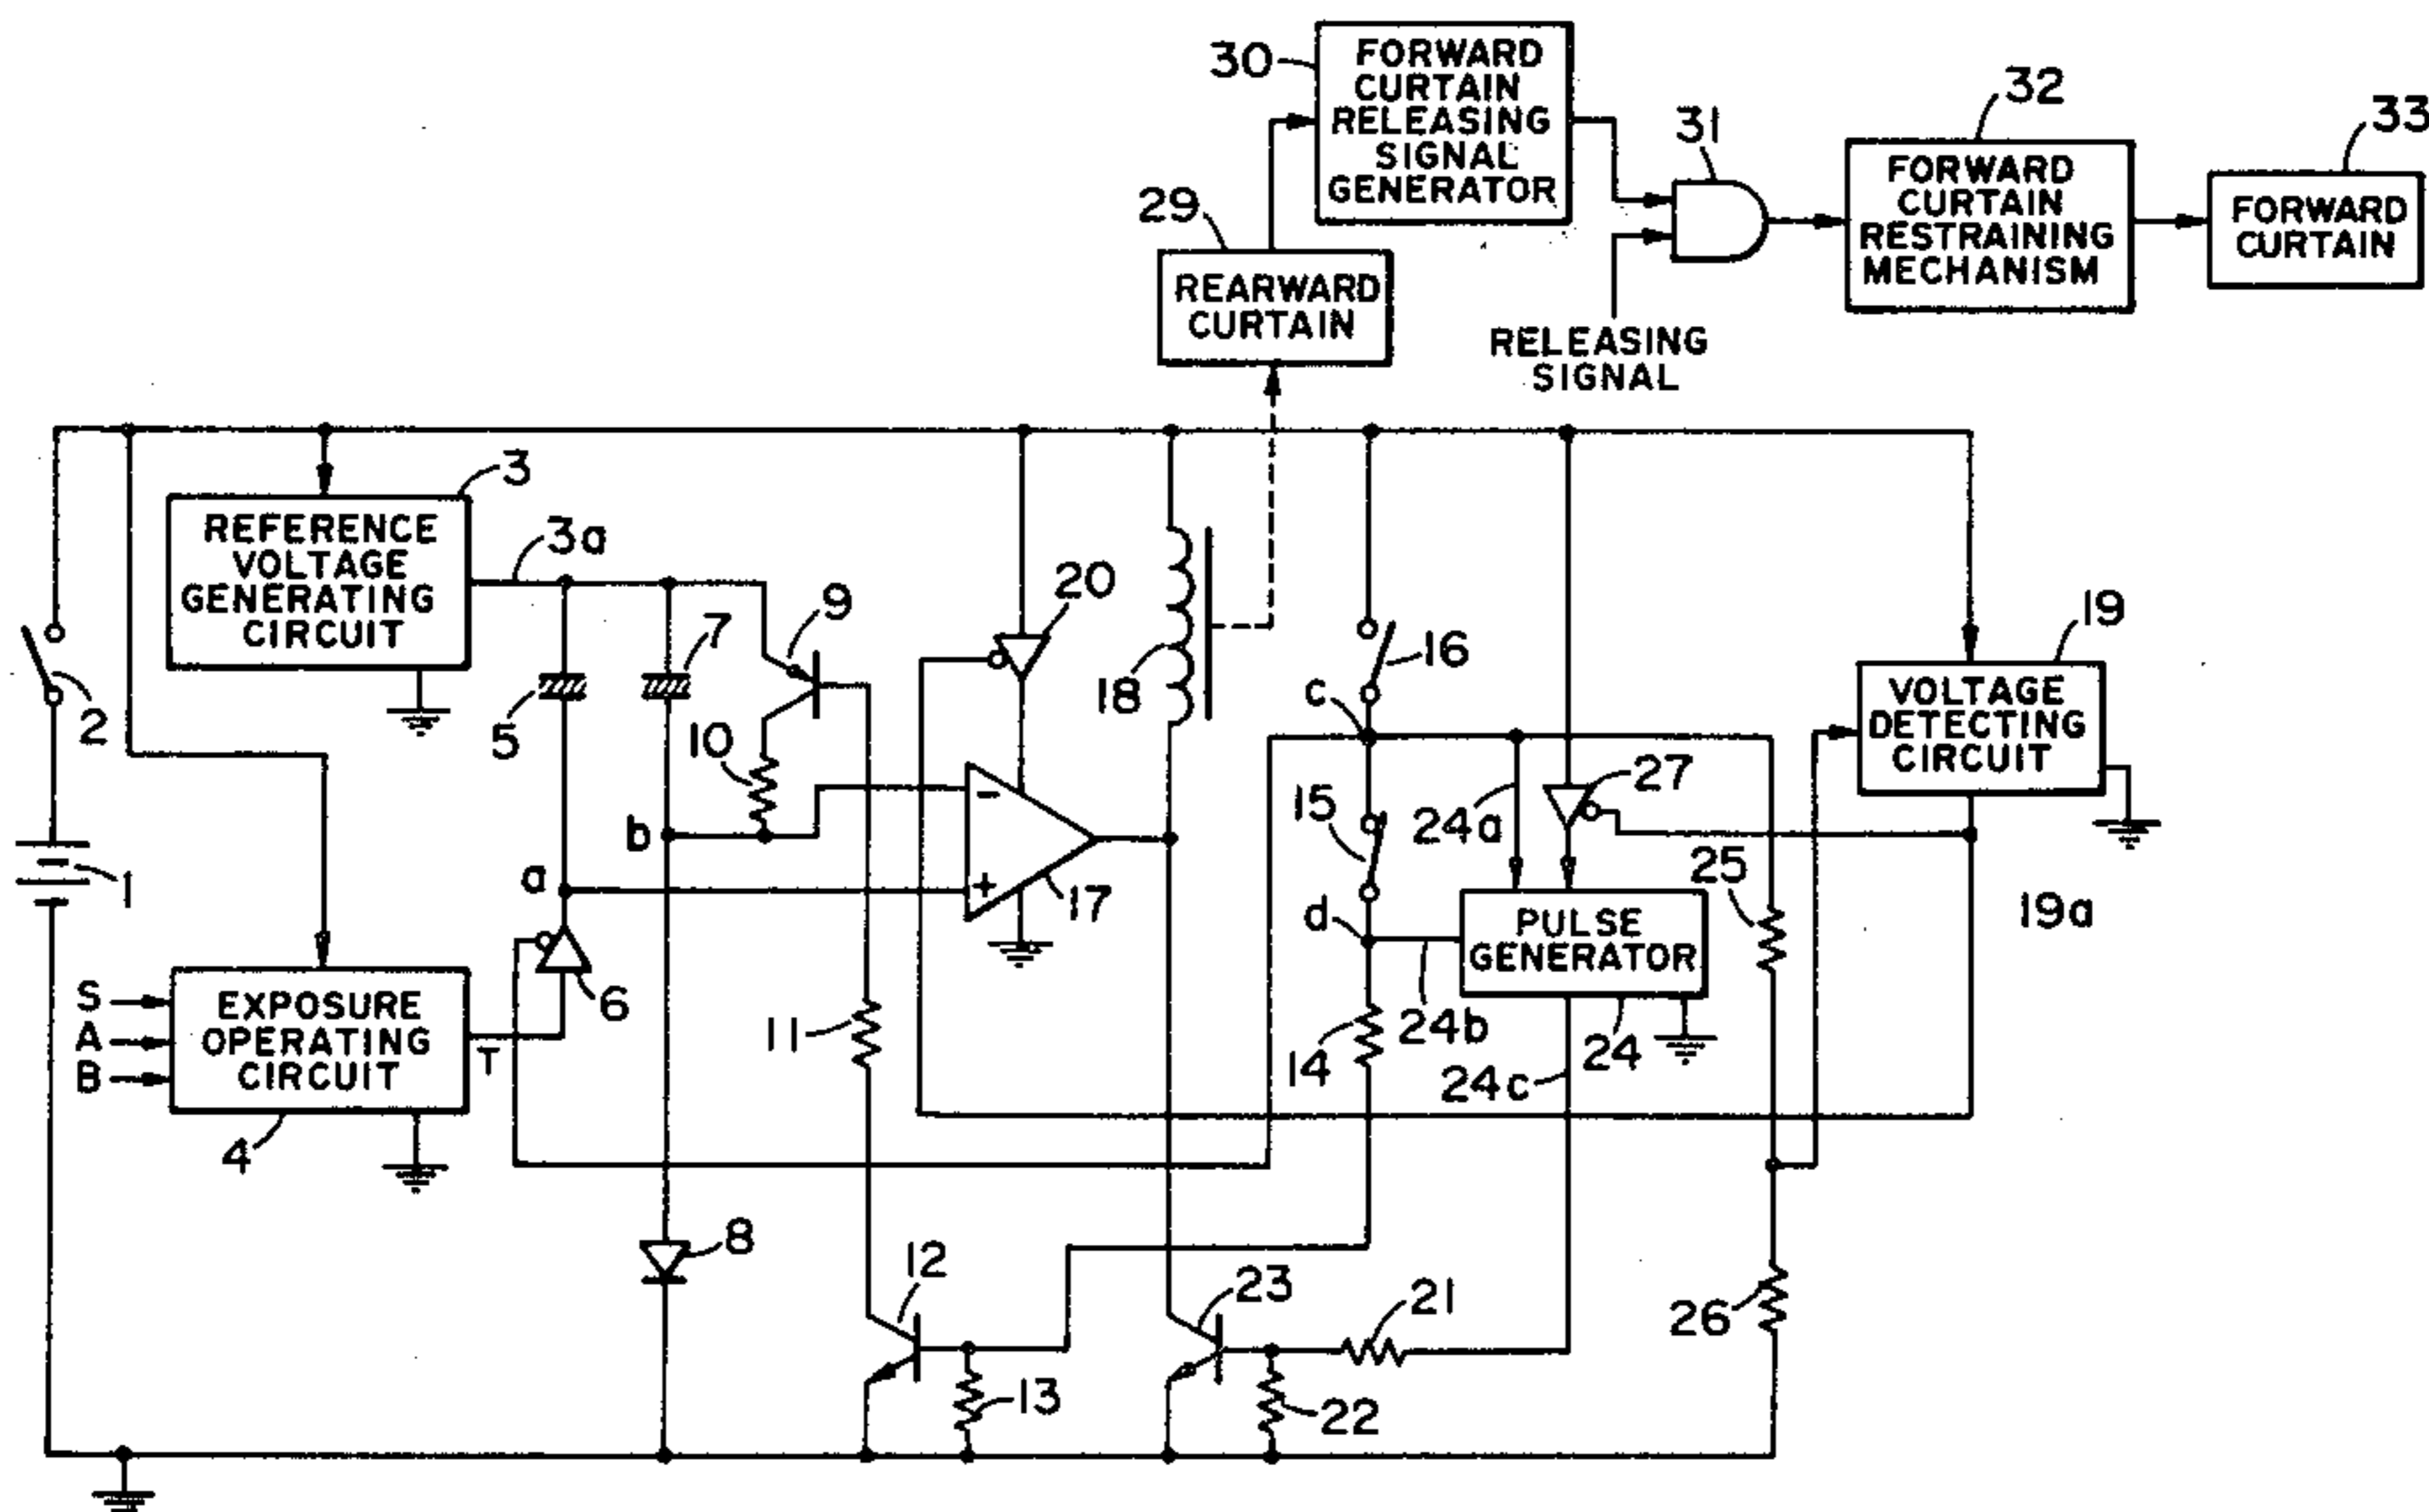 30
FORWARD
CURTAIN
RELEASING
SIGNAL
GENERATOR
31
32
FORWARD
CURTAIN
RESTRAINING
MECHANISM
33
FORWARD
CURTAIN
29
REARWARD
CURTAIN
RELEASING
SIGNAL
3
REFERENCE
VOLTAGE
GENERATING
CIRCUIT
3a
2
1
5
7
9
10
20
18
16
c
15
d
14
24a
27
24b
PULSE
GENERATOR
24
24c
25
19
VOLTAGE
DETECTING
CIRCUIT
19a
b
a
-
+
17
6
S
A
B
EXPOSURE
OPERATING
CIRCUIT
T
4
11
8
12
13
23
21
22
26